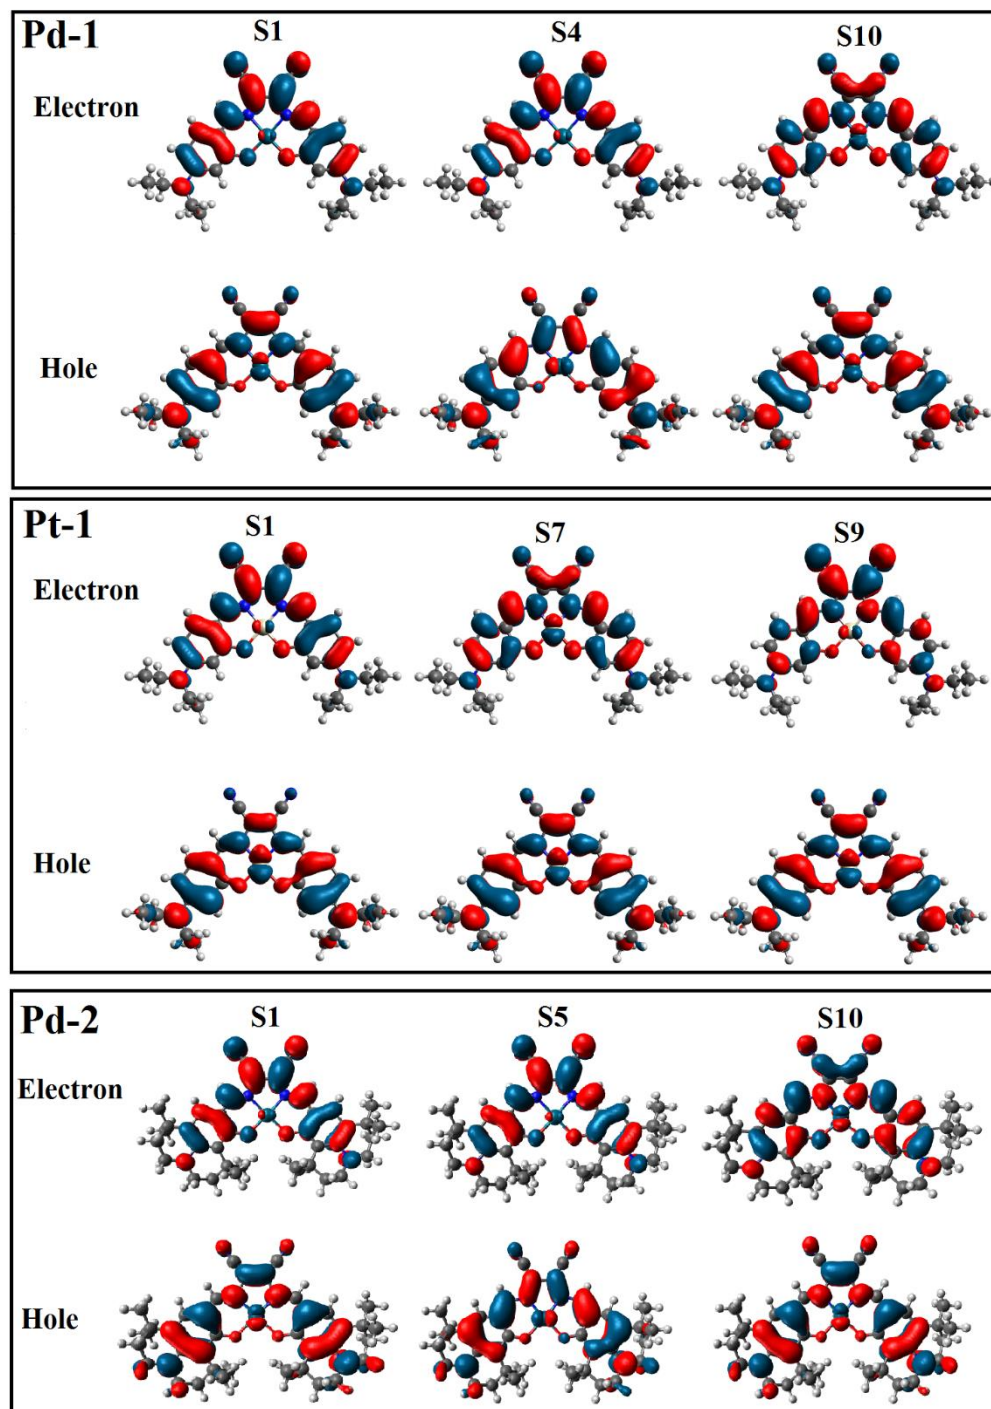 Pd-1
S1 S4 S10
Electron
Hole
Pt-1
S1 S7 S9
Electron
Hole
Pd-2
S1 S5 S10
Electron
Hole